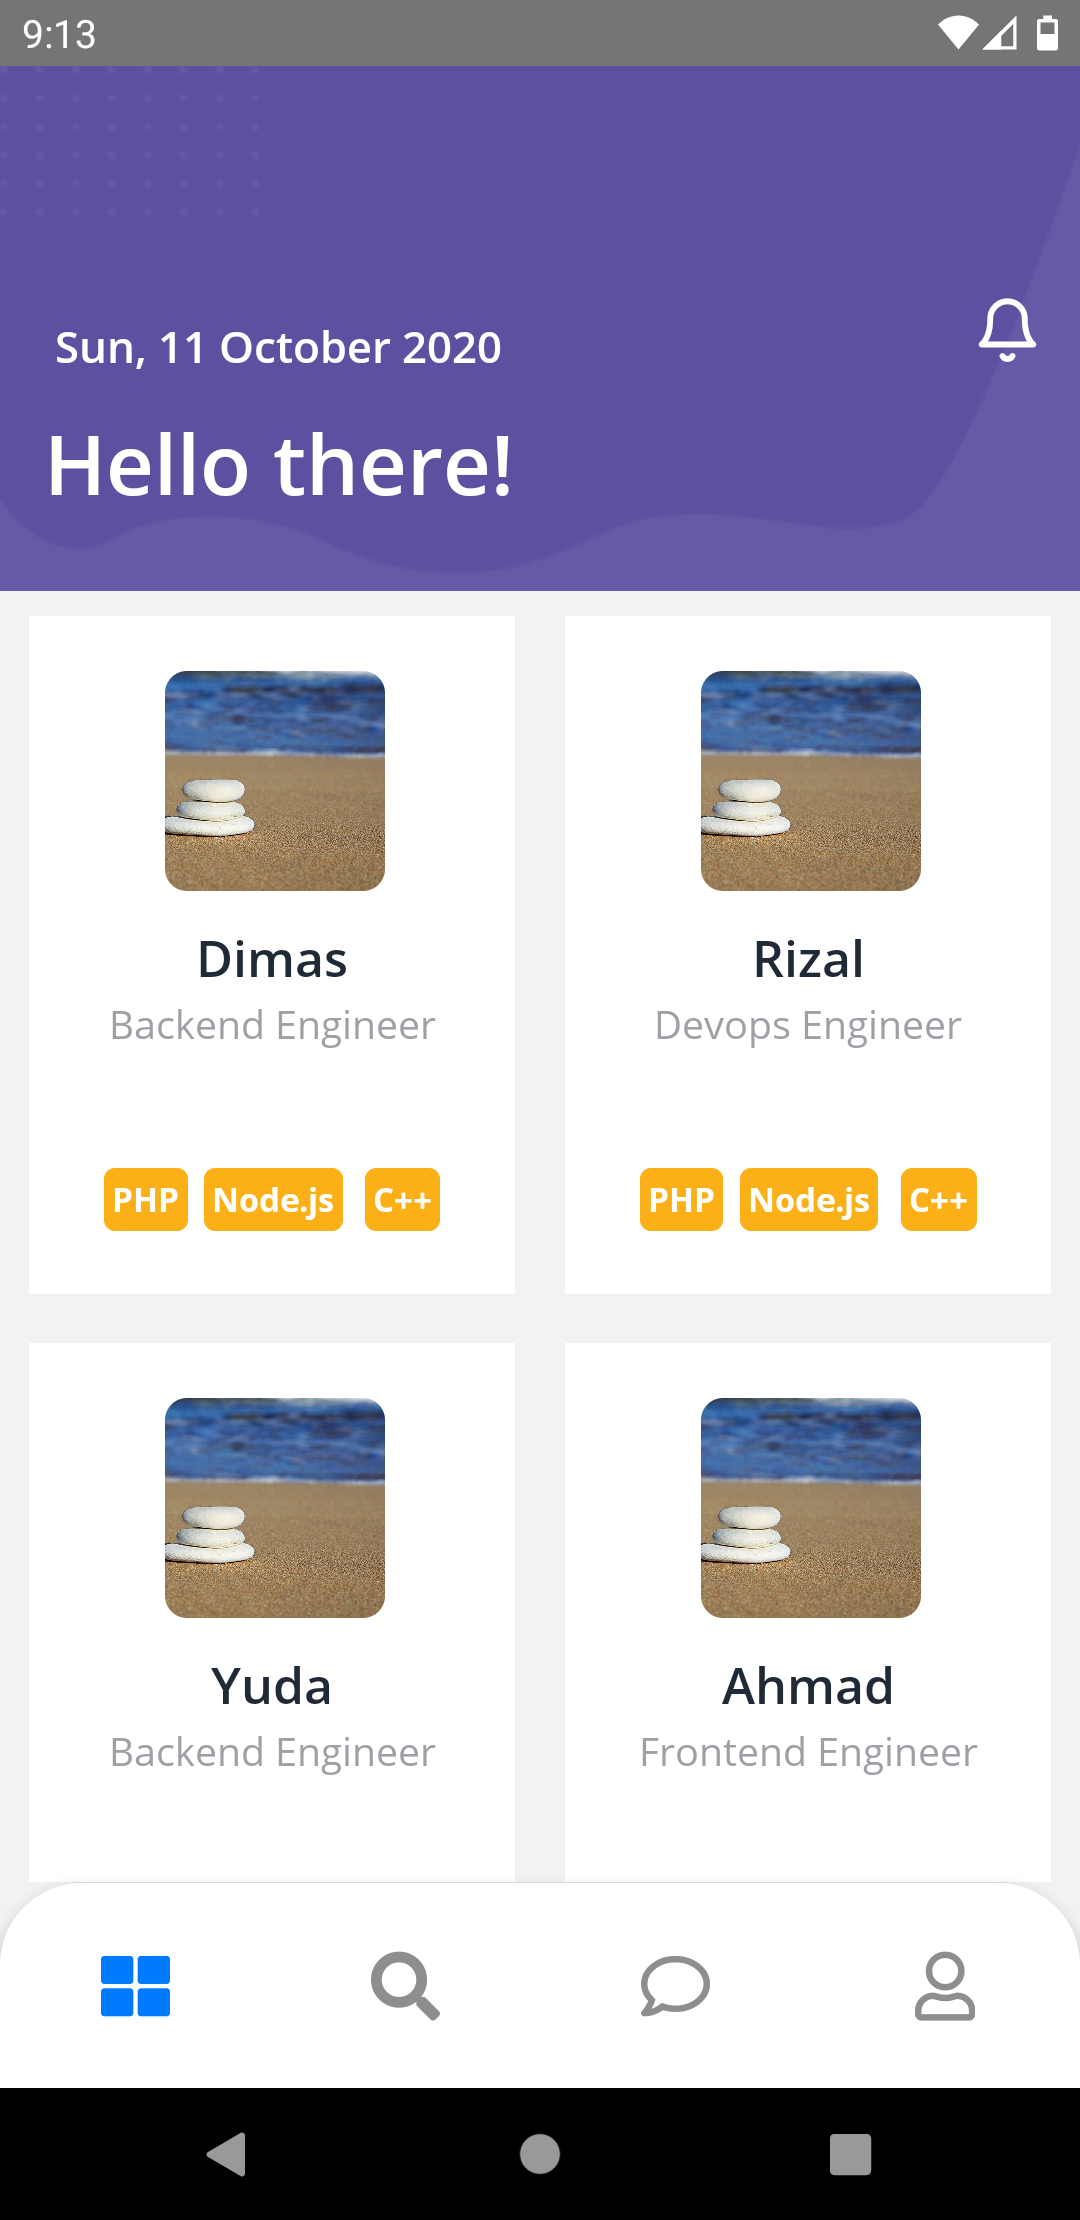 9:13
Sun, 11 October 2020
Hello there!
Dimas
Backend Engineer
PHP Node.js C++
Rizal
Devops Engineer
PHP Node.js C++
Yuda
Backend Engineer
Ahmad
Frontend Engineer